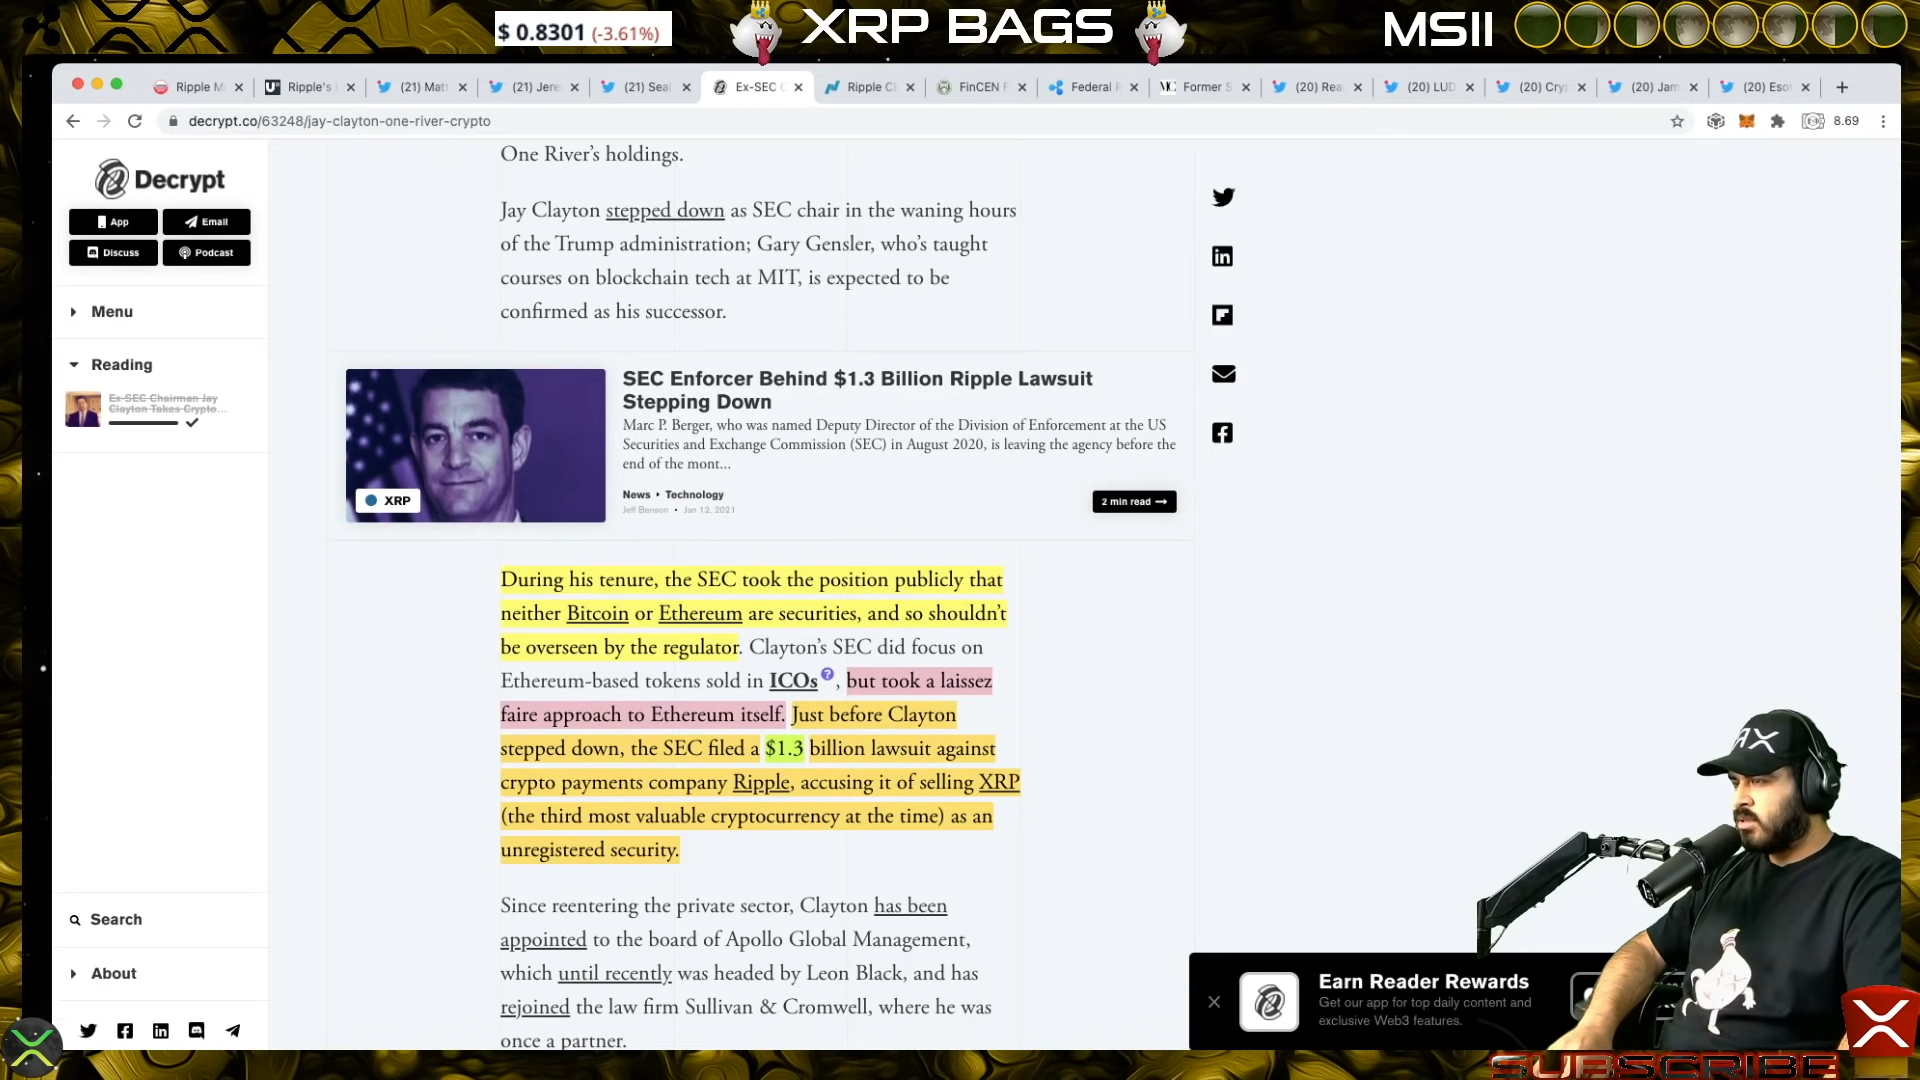 $ 0.8301 (-3.61%)
XRP BAGS
MSII
Ripple M
Ripple's
(21) Matt
(21) Jere
(21) Seal
Ex-SEC C
Ripple Cl
FinCEN F
Federal R
Former S
(20) Rea
(20) LUD
(20) Cryp
(20) Jam
(20) Esot
decrypt.co/63248/jay-clayton-one-river-crypto
8.69
Decrypt
App
Email
Discuss
Podcast
Menu
Reading
Ex-SEC Chairman Jay
Clayton Takes Crypto...
Search
About
One River's holdings.
Jay Clayton stepped down as SEC chair in the waning hours
of the Trump administration; Gary Gensler, who's taught
courses on blockchain tech at MIT, is expected to be
confirmed as his successor.
XRP
SEC Enforcer Behind $1.3 Billion Ripple Lawsuit
Stepping Down
Marc P. Berger, who was named Deputy Director of the Division of Enforcement at the US
Securities and Exchange Commission (SEC) in August 2020, is leaving the agency before the
end of the mont...
News • Technology
Jeff Benson • Jan 12, 2021
2 min read →
During his tenure, the SEC took the position publicly that
neither Bitcoin or Ethereum are securities, and so shouldn't
be overseen by the regulator. Clayton's SEC did focus on
Ethereum-based tokens sold in ICOs?, but took a laissez
faire approach to Ethereum itself. Just before Clayton
stepped down, the SEC filed a $1.3 billion lawsuit against
crypto payments company Ripple, accusing it of selling XRP
(the third most valuable cryptocurrency at the time) as an
unregistered security.
Since reentering the private sector, Clayton has been
appointed to the board of Apollo Global Management,
which until recently was headed by Leon Black, and has
rejoined the law firm Sullivan & Cromwell, where he was
once a partner.
Earn Reader Rewards
Get our app for top daily content and
exclusive Web3 features.
SUBSCRIBE